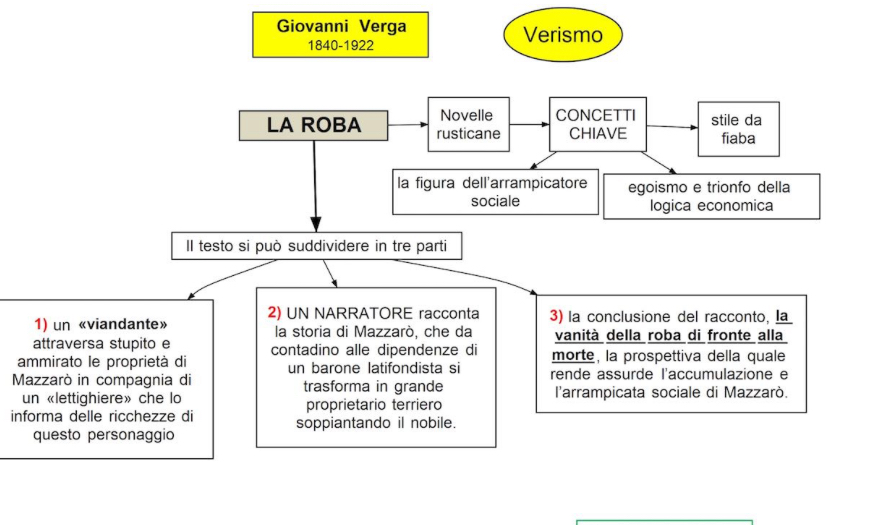 Giovanni Verga
1840-1922
Verismo
LA ROBA
Novelle
rusticane
CONCETTI
CHIAVE
stile da
fiaba
la figura dell'arrampicatore
sociale
egoismo e trionfo della
logica economica
Il testo si può suddividere in tre parti
1) un «viandante»
attraversa stupito e
ammirato le proprietà di
Mazzarò in compagnia di
un «lettighiere» che lo
informa delle ricchezze di
questo personaggio
2) UN NARRATORE racconta
la storia di Mazzarò, che da
contadino alle dipendenze di
un barone latifondista si
trasforma in grande
proprietario terriero
soppiantando il nobile.
3) la conclusione del racconto, la
vanità della roba di fronte alla
morte, la prospettiva della quale
rende assurde l'accumulazione e
l'arrampicata sociale di Mazzarò.